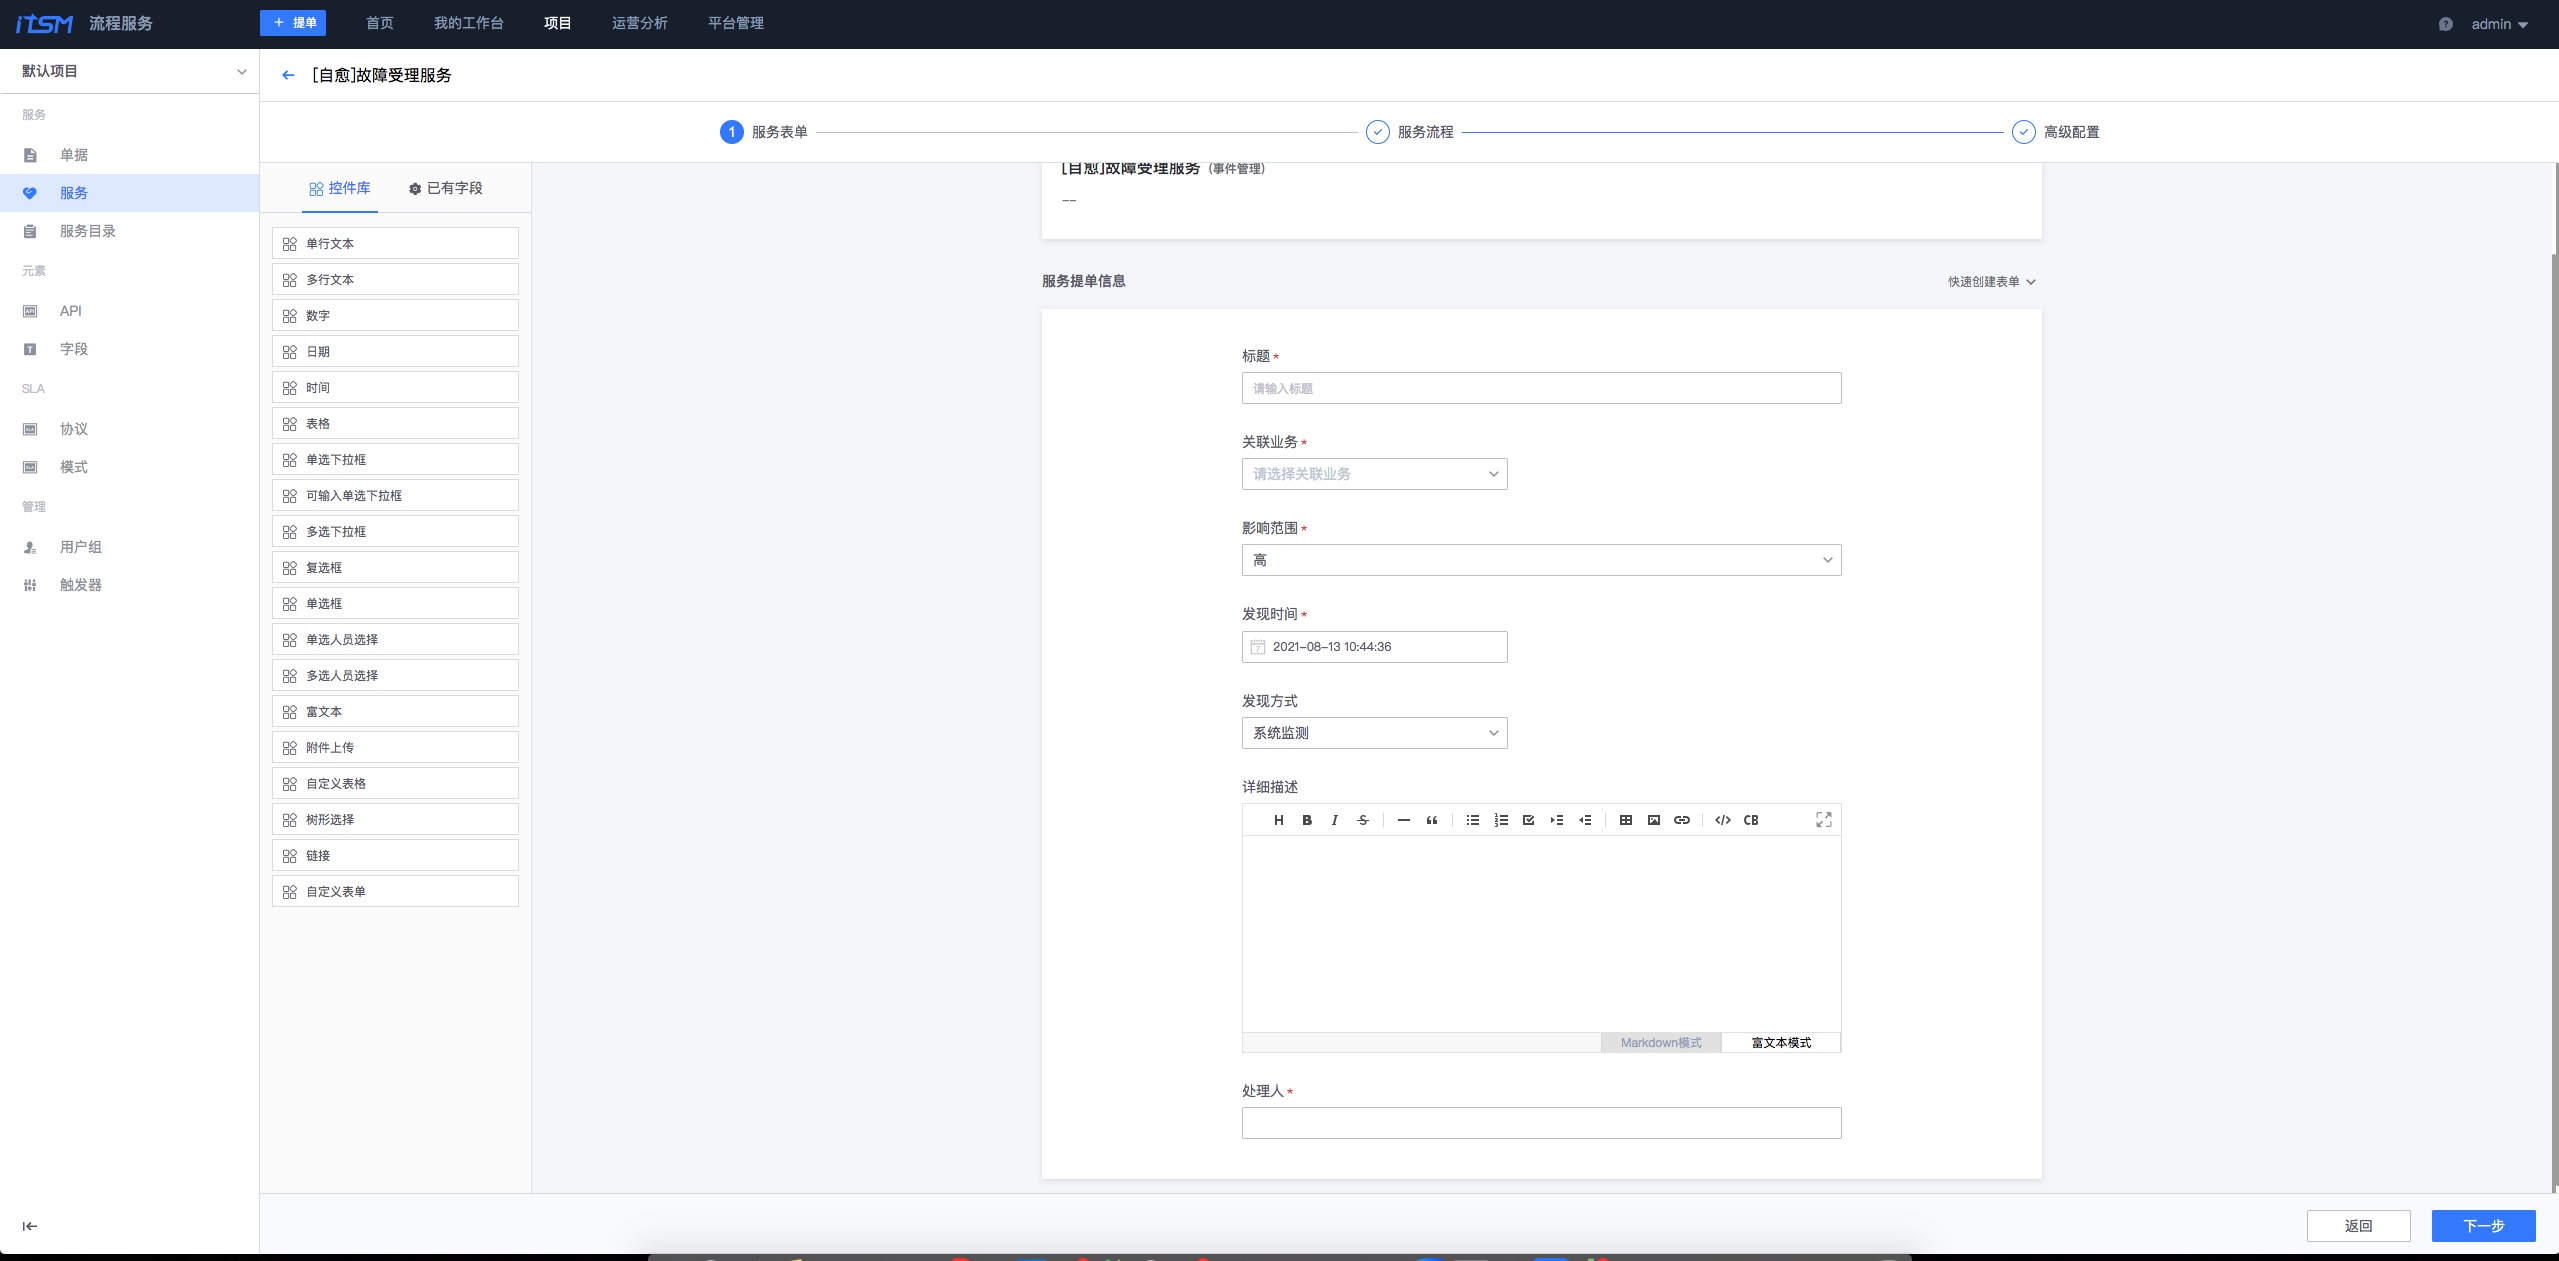 iTSM 流程服务
+ 提单 首页 我的工作台 项目 运营分析 平台管理
? admin
默认项目
← [自愈]故障受理服务
服务
单据
服务
服务目录
元素
API API
T 字段
SLA
SLA 协议
SLA 模式
管理
用户组
触发器
1 服务表单 服务流程 高级配置
控件库 已有字段
单行文本
多行文本
数字
日期
时间
表格
单选下拉框
可输入单选下拉框
多选下拉框
复选框
单选框
单选人员选择
多选人员选择
富文本
附件上传
自定义表格
树形选择
链接
自定义表单
[自愈]故障受理服务 (事件管理)
--
服务提单信息 快速创建表单
标题 *
请输入标题
关联业务 *
请选择关联业务
影响范围 *
高
发现时间 *
7 2021-08-13 10:44:36
发现方式
系统监测
详细描述
H B I S — “ </> CB
Markdown模式 富文本模式
处理人 *
返回 下一步